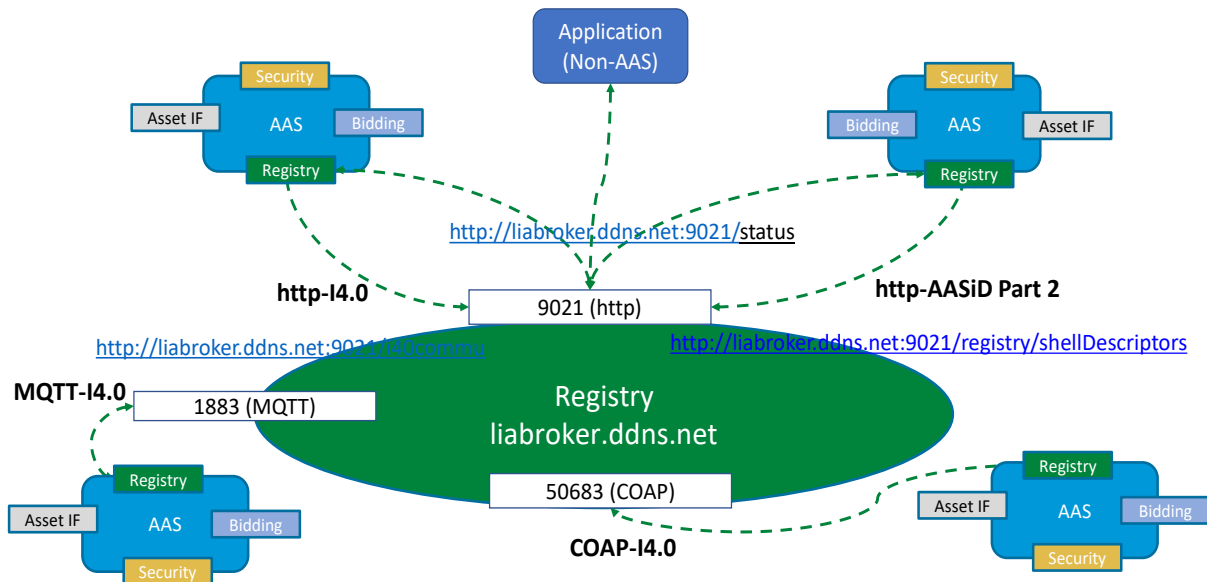 Application
(Non-AAS)
Security
Asset IF
AAS
Bidding
Registry
Security
Bidding
AAS
Asset IF
Registry
http://liabroker.ddns.net:9021/status
http-I4.0
9021 (http)
http-AASiD Part 2
http://liabroker.ddns.net:9021/i40commu
http://liabroker.ddns.net:9021/registry/shellDescriptors
MQTT-I4.0
1883 (MQTT)
Registry
liabroker.ddns.net
50683 (COAP)
COAP-I4.0
Registry
Asset IF
AAS
Bidding
Security
Registry
Asset IF
AAS
Bidding
Security